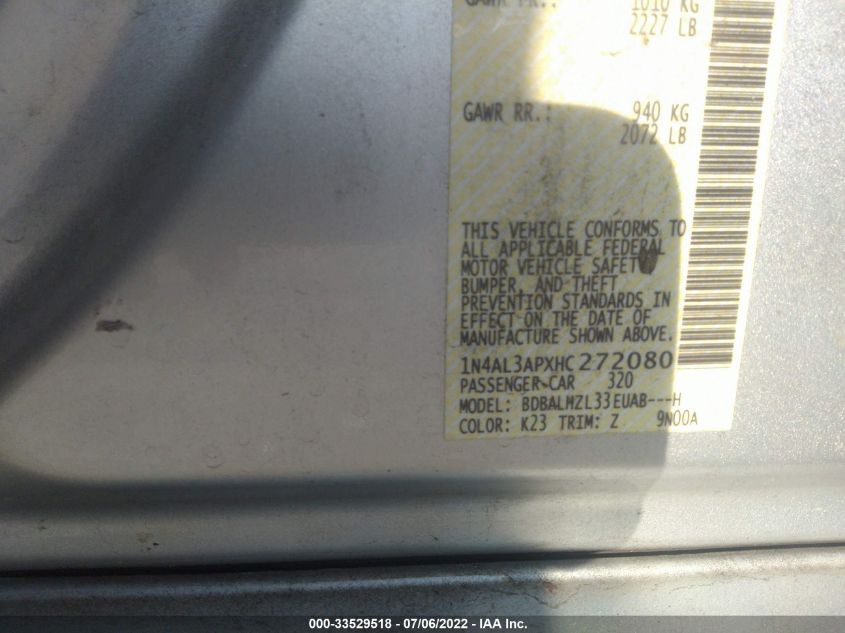 GAWR FR.: 1010 KG
2227 LB
GAWR RR.: 940 KG
2072 LB
THIS VEHICLE CONFORMS TO
ALL APPLICABLE FEDERAL
MOTOR VEHICLE SAFETY
BUMPER, AND THEFT
PREVENTION STANDARDS IN
EFFECT ON THE DATE OF
MANUFACTURE SHOWN ABOVE.
1N4AL3APXHC272080
PASSENGER CAR 320
MODEL: BDBALMZL33EUAB---H
COLOR: K23 TRIM: Z 9N00A
000-33529518 - 07/06/2022 - IAA Inc.